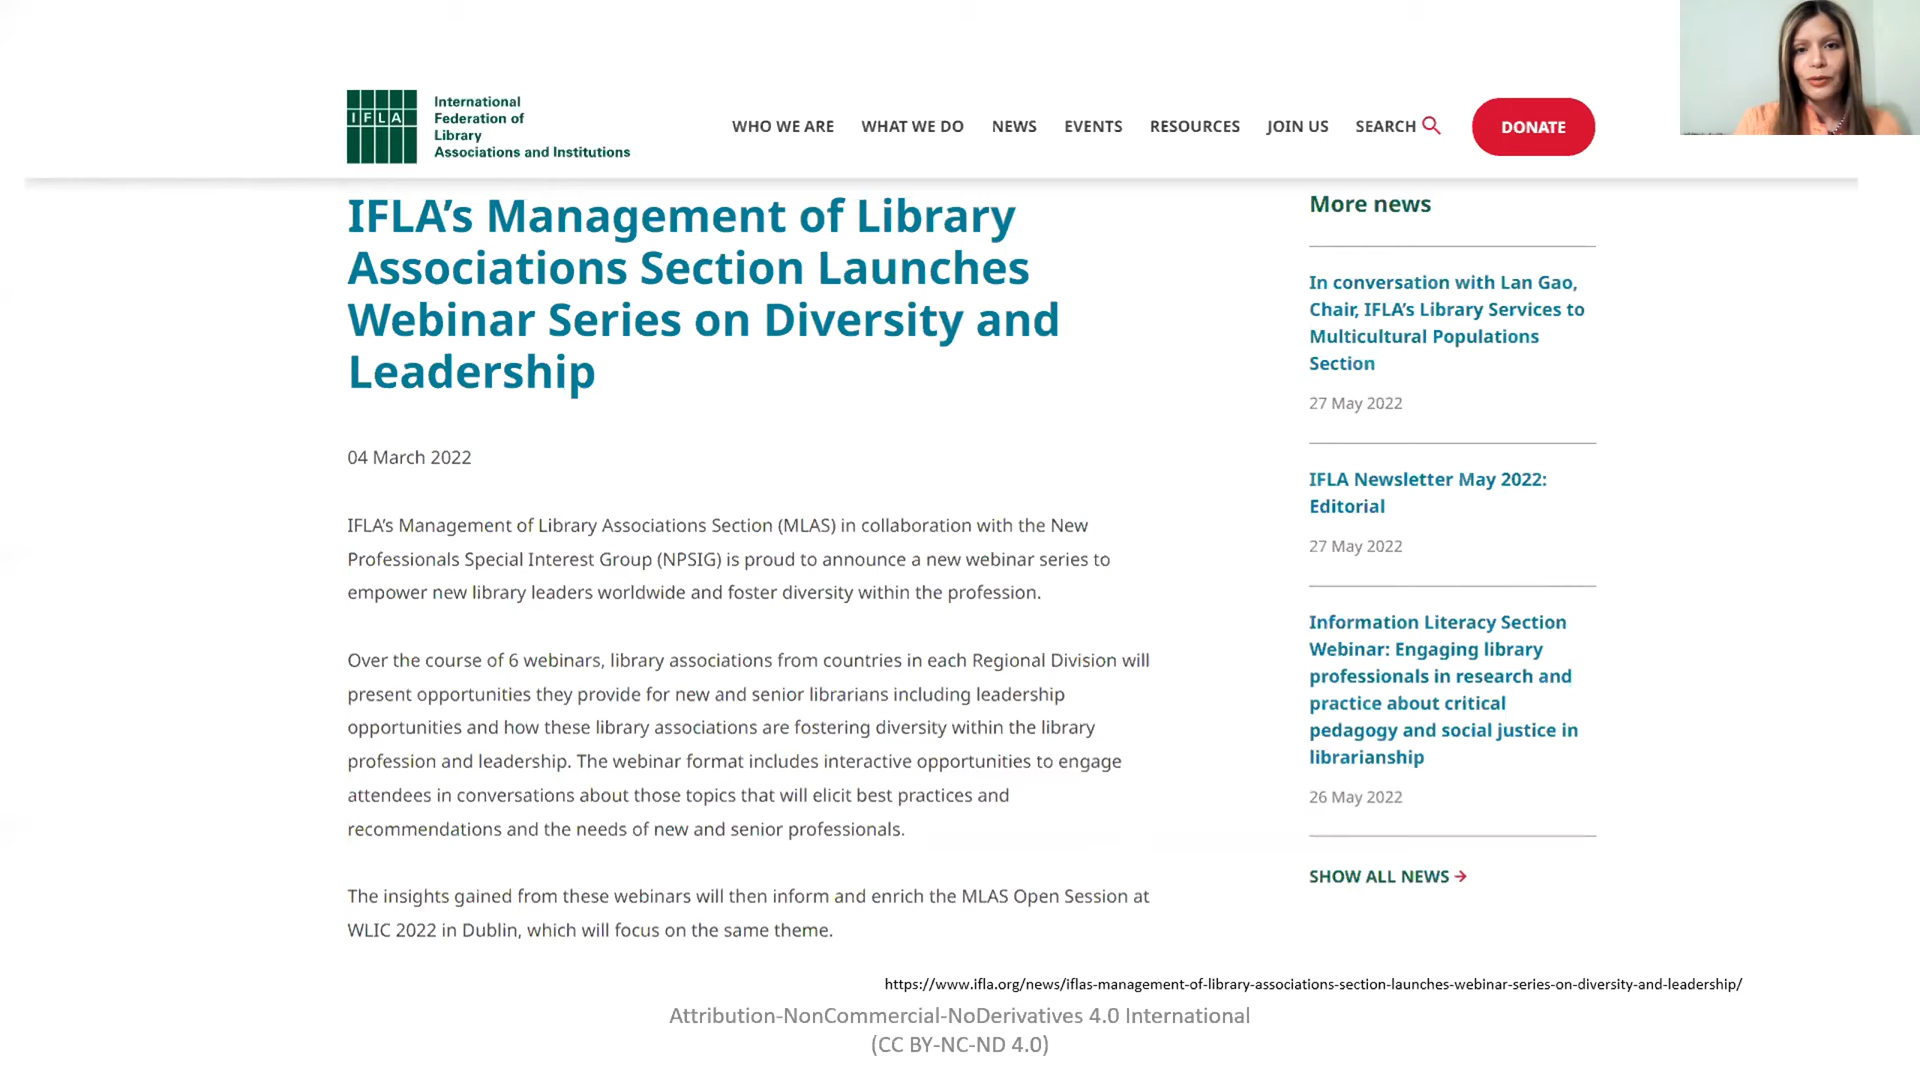 IFLA
International
Federation of
Library
Associations and Institutions
WHO WE ARE
WHAT WE DO
NEWS
EVENTS
RESOURCES
JOIN US
SEARCH
DONATE
IFLA’s Management of Library
Associations Section Launches
Webinar Series on Diversity and
Leadership
04 March 2022
IFLA’s Management of Library Associations Section (MLAS) in collaboration with the New
Professionals Special Interest Group (NPSIG) is proud to announce a new webinar series to
empower new library leaders worldwide and foster diversity within the profession.
Over the course of 6 webinars, library associations from countries in each Regional Division will
present opportunities they provide for new and senior librarians including leadership
opportunities and how these library associations are fostering diversity within the library
profession and leadership. The webinar format includes interactive opportunities to engage
attendees in conversations about those topics that will elicit best practices and
recommendations and the needs of new and senior professionals.
The insights gained from these webinars will then inform and enrich the MLAS Open Session at
WLIC 2022 in Dublin, which will focus on the same theme.
More news
In conversation with Lan Gao,
Chair, IFLA’s Library Services to
Multicultural Populations
Section
27 May 2022
IFLA Newsletter May 2022:
Editorial
27 May 2022
Information Literacy Section
Webinar: Engaging library
professionals in research and
practice about critical
pedagogy and social justice in
librarianship
26 May 2022
SHOW ALL NEWS →
https://www.ifla.org/news/iflas-management-of-library-associations-section-launches-webinar-series-on-diversity-and-leadership/
Attribution-NonCommercial-NoDerivatives 4.0 International
(CC BY-NC-ND 4.0)